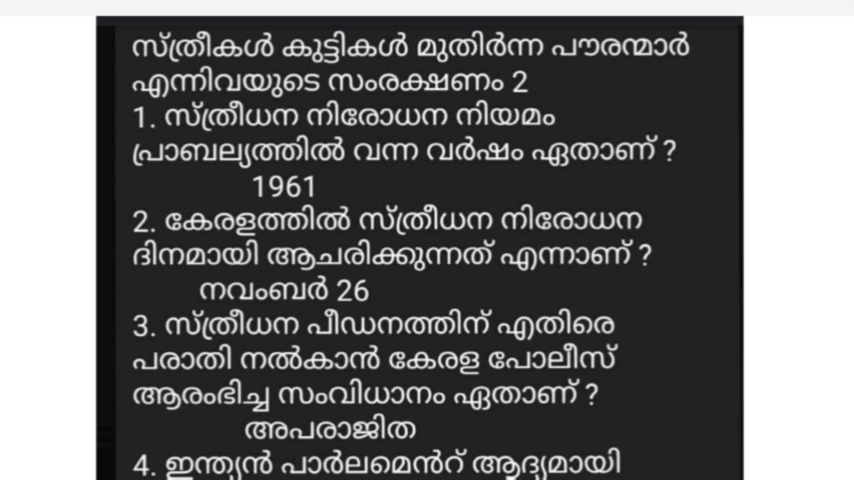 സ്ത്രീകൾ കുട്ടികൾ മുതിർന്ന പൗരന്മാർ
എന്നിവയുടെ സംരക്ഷണം 2
1. സ്ത്രീധന നിരോധന നിയമം
പ്രാബല്യത്തിൽ വന്ന വർഷം ഏതാണ് ?
1961
2. കേരളത്തിൽ സ്ത്രീധന നിരോധന
ദിനമായി ആചരിക്കുന്നത് എന്നാണ് ?
നവംബർ 26
3. സ്ത്രീധന പീഡനത്തിന് എതിരെ
പരാതി നൽകാൻ കേരള പോലീസ്
ആരംഭിച്ച സംവിധാനം ഏതാണ് ?
അപരാജിത
4. ഇന്ത്യൻ പാർലമെൻറ് ആദ്യമായി